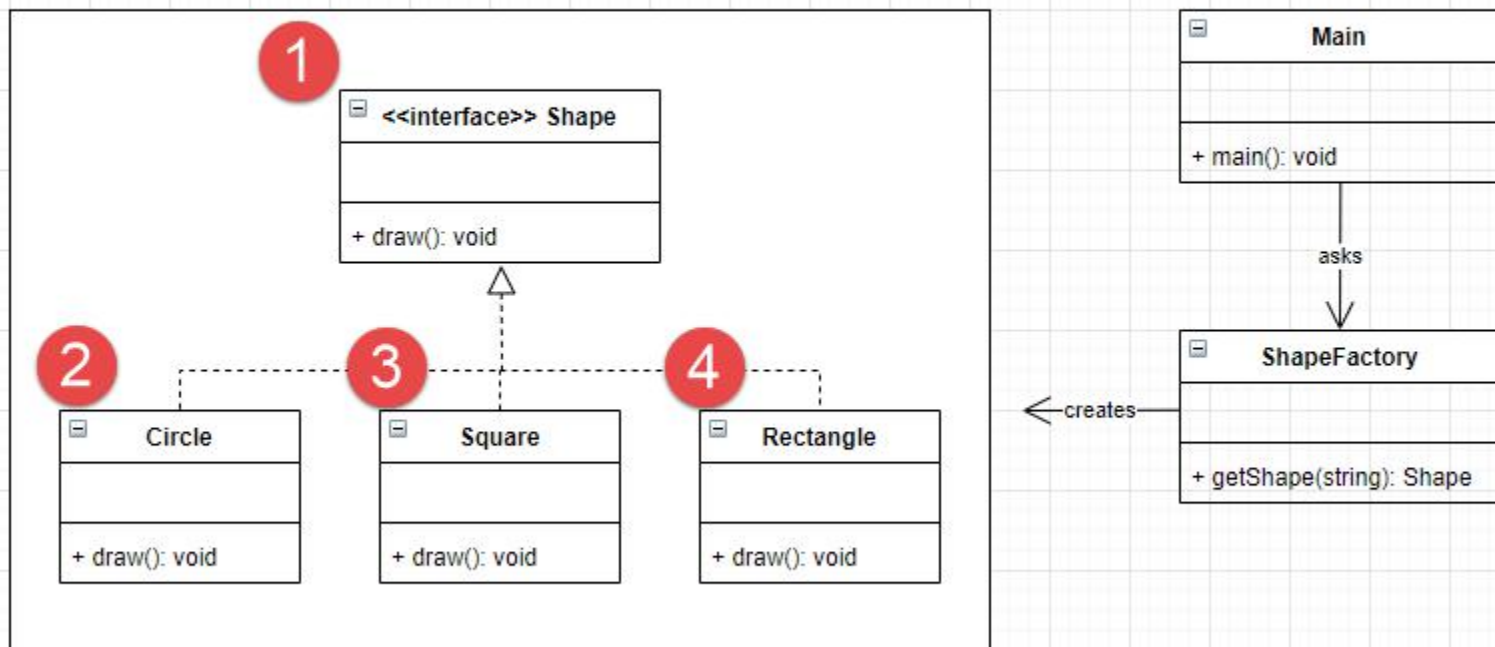 1
<<interface>> Shape
+ draw(): void
2
3
4
Circle
Square
Rectangle
+ draw(): void
+ draw(): void
+ draw(): void
Main
+ main(): void
asks
ShapeFactory
creates
+ getShape(string): Shape